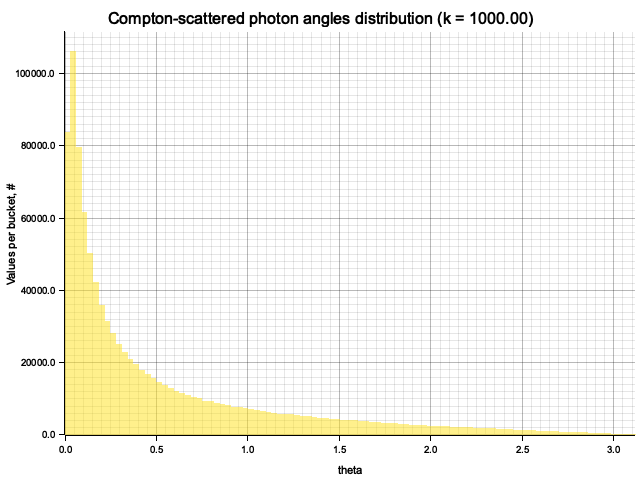 Compton-scattered photon angles distribution (k = 1000.00)
Values per bucket, #
100000.0
80000.0
60000.0
40000.0
20000.0
0.0
0.0 0.5 1.0 1.5 2.0 2.5 3.0
theta